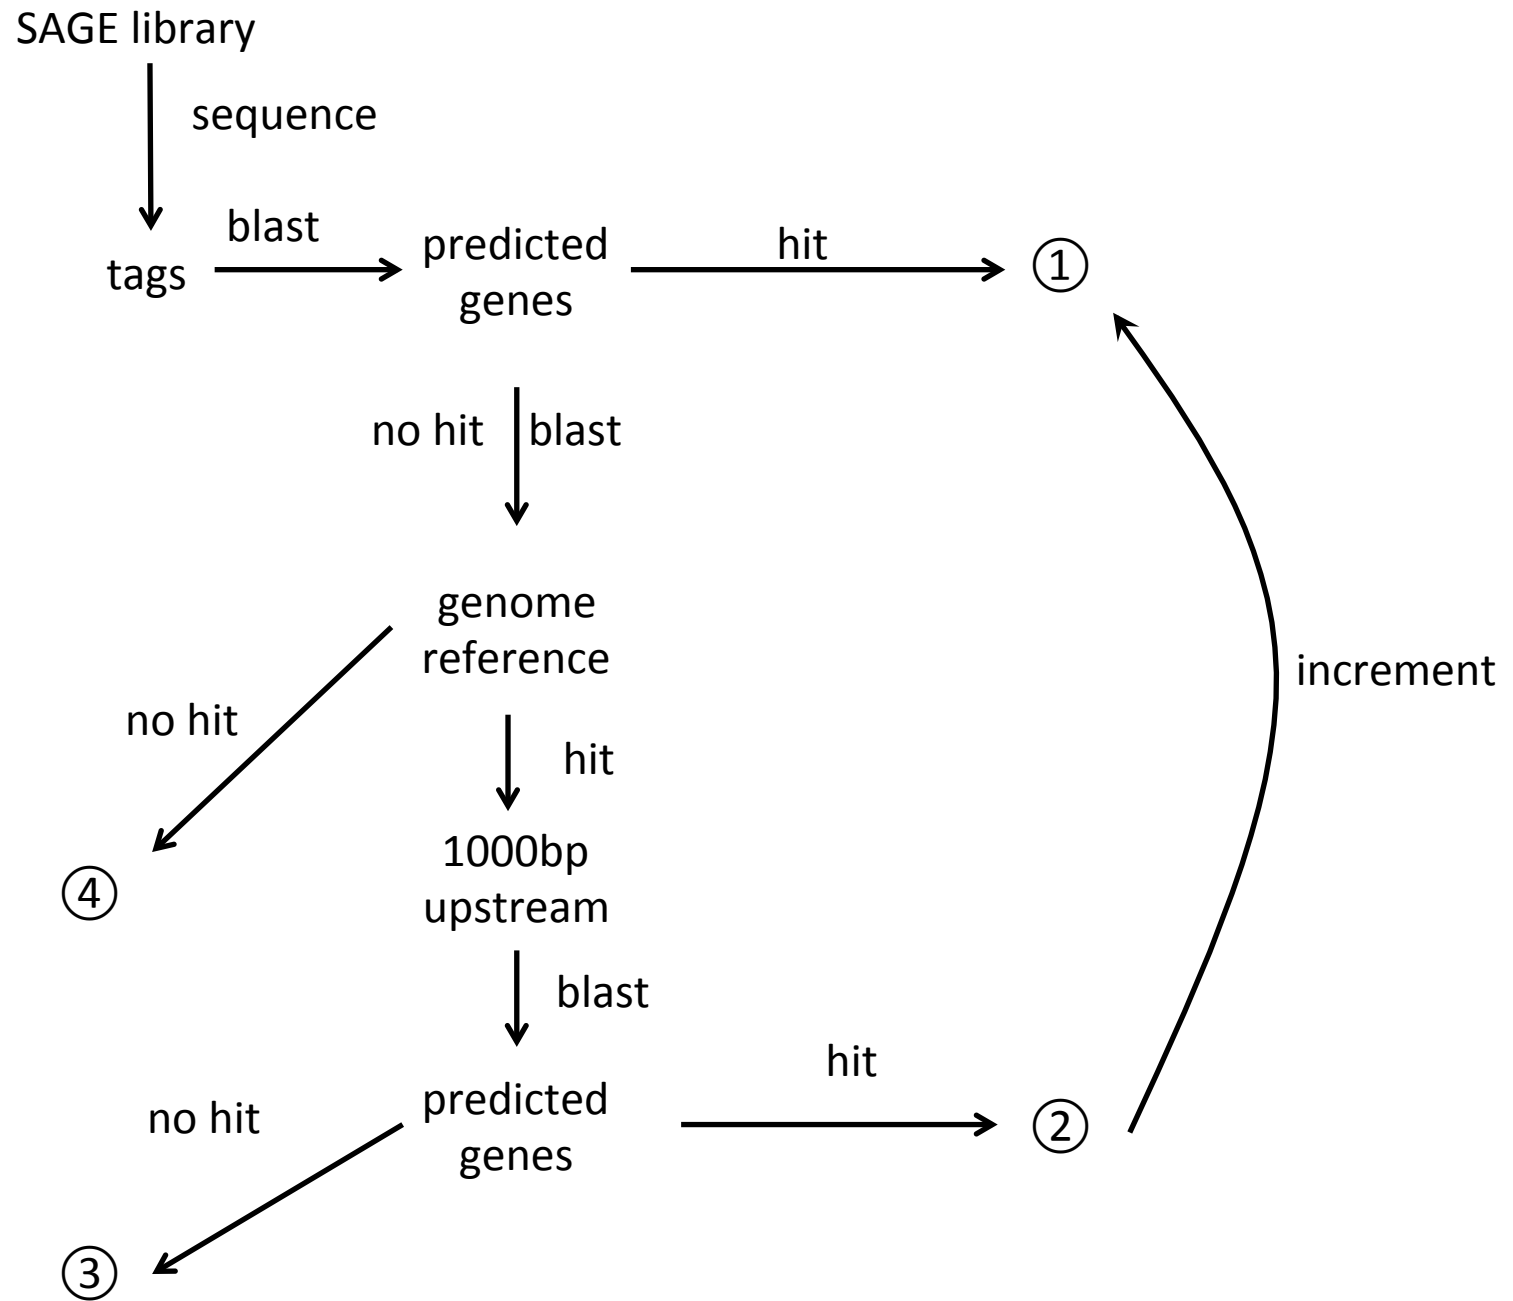 SAGE library
sequence
blast
tags
predicted
genes
hit
①
no hit
blast
genome
reference
increment
no hit
hit
1000bp
upstream
④
blast
hit
no hit
predicted
genes
②
③